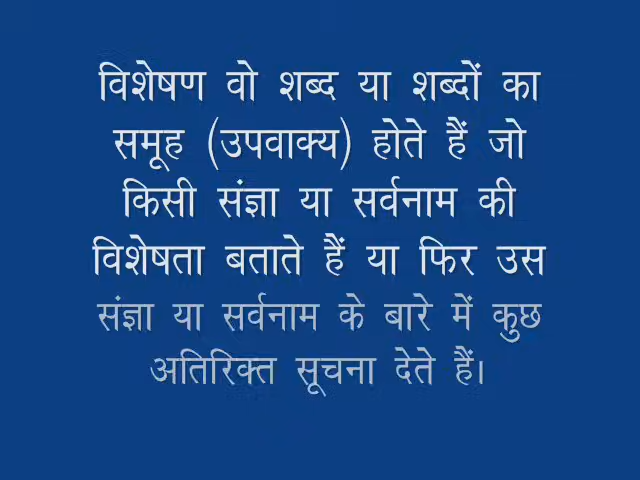 विशेषण वो शब्द या शब्दों का
समूह (उपवाक्य) होते हैं जो
किसी संज्ञा या सर्वनाम की
विशेषता बताते हैं या फिर उस
संज्ञा या सर्वनाम के बारे में कुछ
अतिरिक्त सूचना देते हैं।